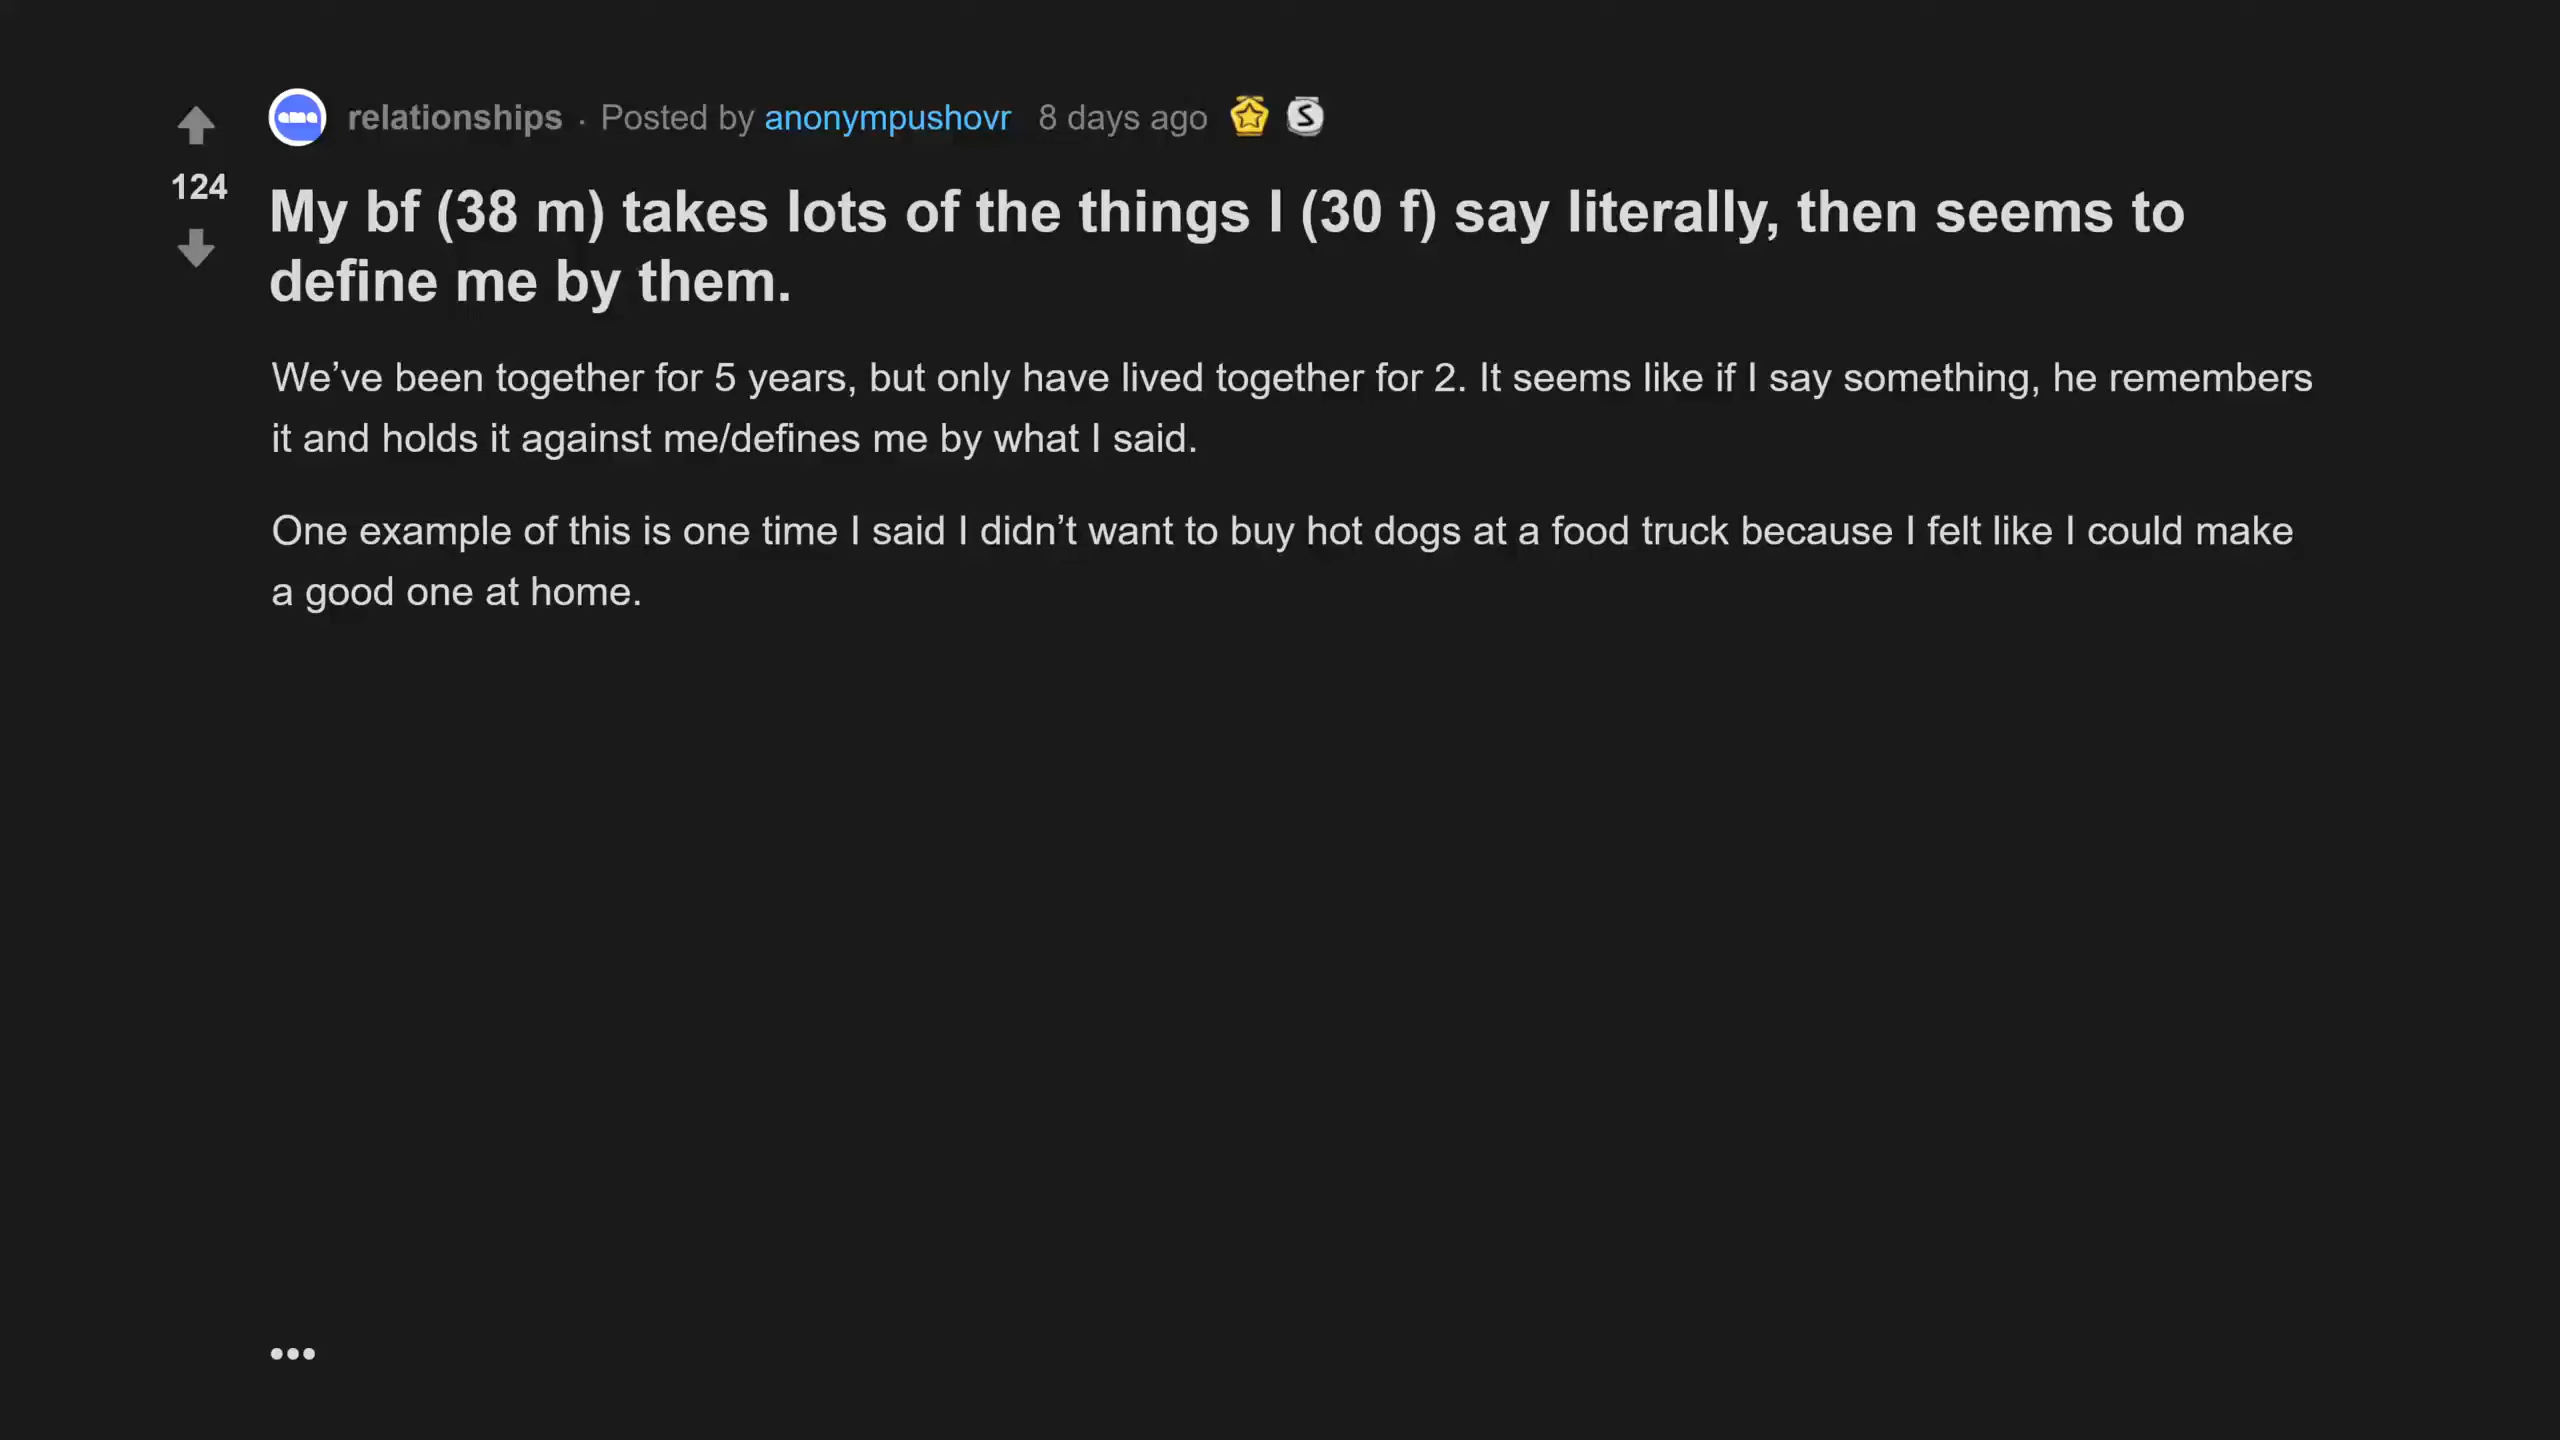 relationships · Posted by anonympushovr 8 days ago
124
My bf (38 m) takes lots of the things I (30 f) say literally, then seems to
define me by them.
We’ve been together for 5 years, but only have lived together for 2. It seems like if I say something, he remembers
it and holds it against me/defines me by what I said.
One example of this is one time I said I didn’t want to buy hot dogs at a food truck because I felt like I could make
a good one at home.